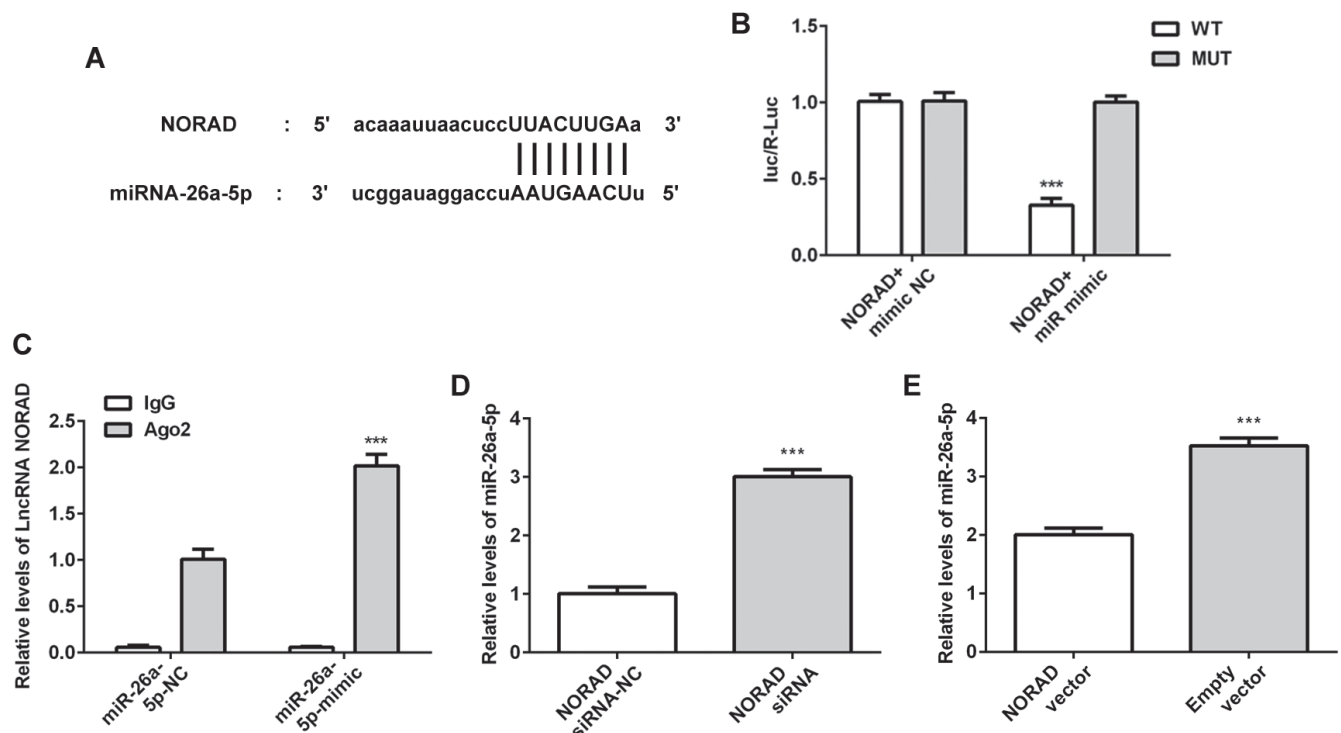 A
NORAD : 5' acaaauuaacuccUUACUUGAa 3'
miRNA-26a-5p : 3' ucggauaggaccuAAUGAACUu 5'
B
WT
MUT
luc/R-Luc
1.5
1.0
0.5
0.0
***
NORAD+
mimic NC
NORAD+
miR mimic
C
IgG
Ago2
Relative levels of LncRNA NORAD
2.5
2.0
1.5
1.0
0.5
0.0
***
miR-26a-
5p-NC
miR-26a-
5p-mimic
D
Relative levels of miR-26a-5p
4
3
2
1
0
***
NORAD
siRNA-NC
NORAD
siRNA
E
Relative levels of miR-26a-5p
4
3
2
1
0
***
NORAD
vector
Empty
vector